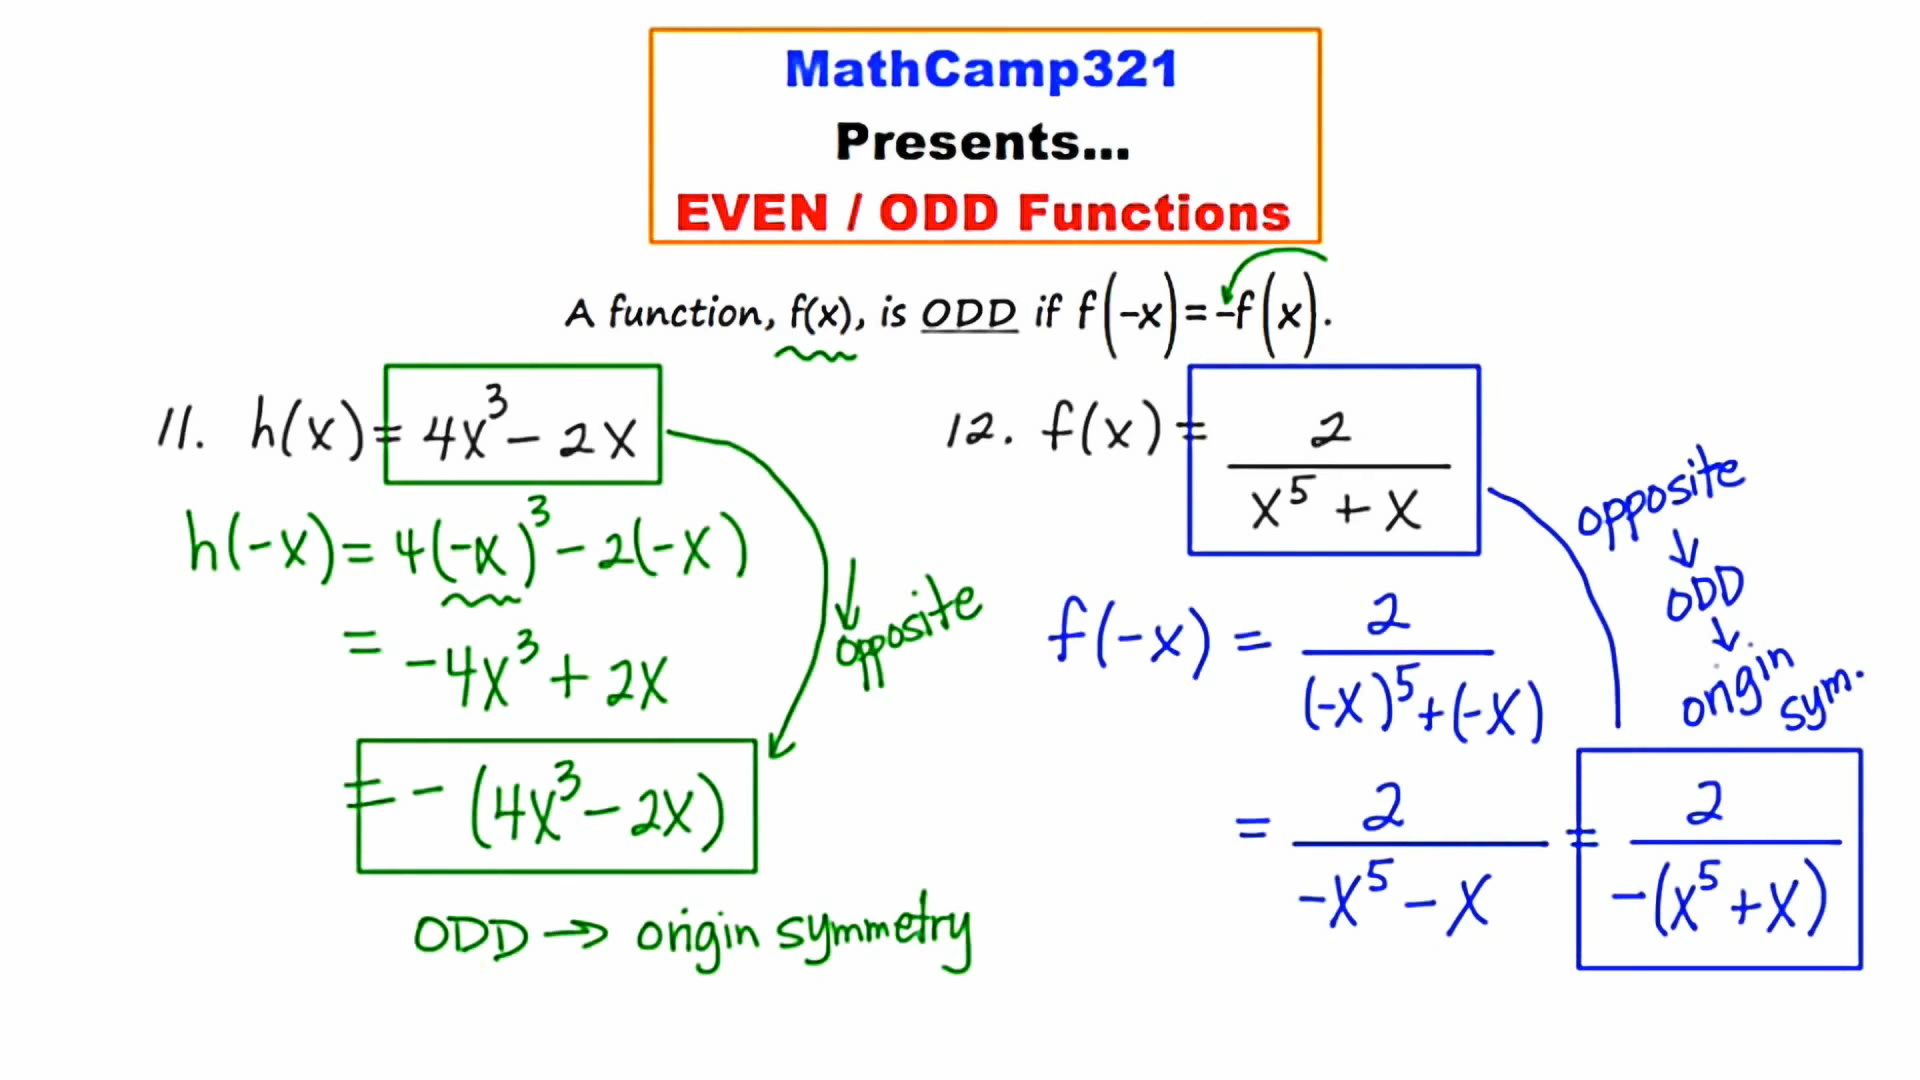 MathCamp321
Presents...
EVEN / ODD Functions
A function, f(x), is ODD if f(-x) = -f(x).
11. h(x) = 4x³ - 2x
h(-x) = 4(-x)³ - 2(-x)
= -4x³ + 2x
= -(4x³ - 2x)
opposite
ODD → origin symmetry
12. f(x) = 2 / (x⁵ + x)
f(-x) = 2 / ((-x)⁵ + (-x))
= 2 / (-x⁵ - x) = 2 / (-(x⁵ + x))
opposite
↓
ODD
↓
origin
sym.